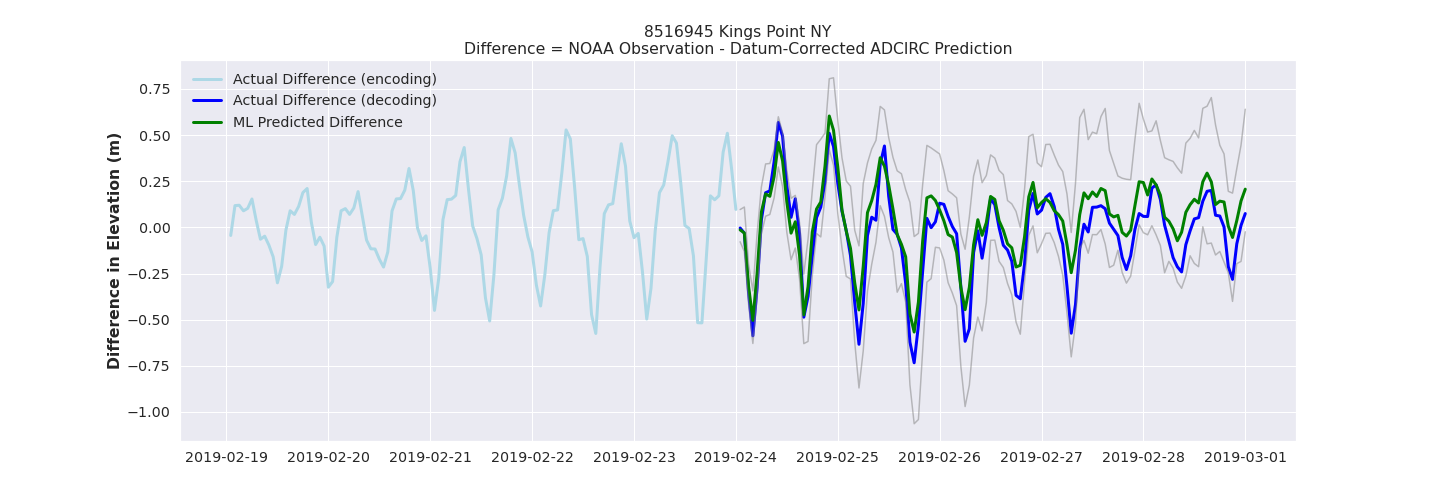 8516945 Kings Point NY
Difference = NOAA Observation - Datum-Corrected ADCIRC Prediction
Actual Difference (encoding)
Actual Difference (decoding)
ML Predicted Difference
Difference in Elevation (m)
0.75
0.50
0.25
0.00
−0.25
−0.50
−0.75
−1.00
2019-02-19 2019-02-20 2019-02-21 2019-02-22 2019-02-23 2019-02-24 2019-02-25 2019-02-26 2019-02-27 2019-02-28 2019-03-01